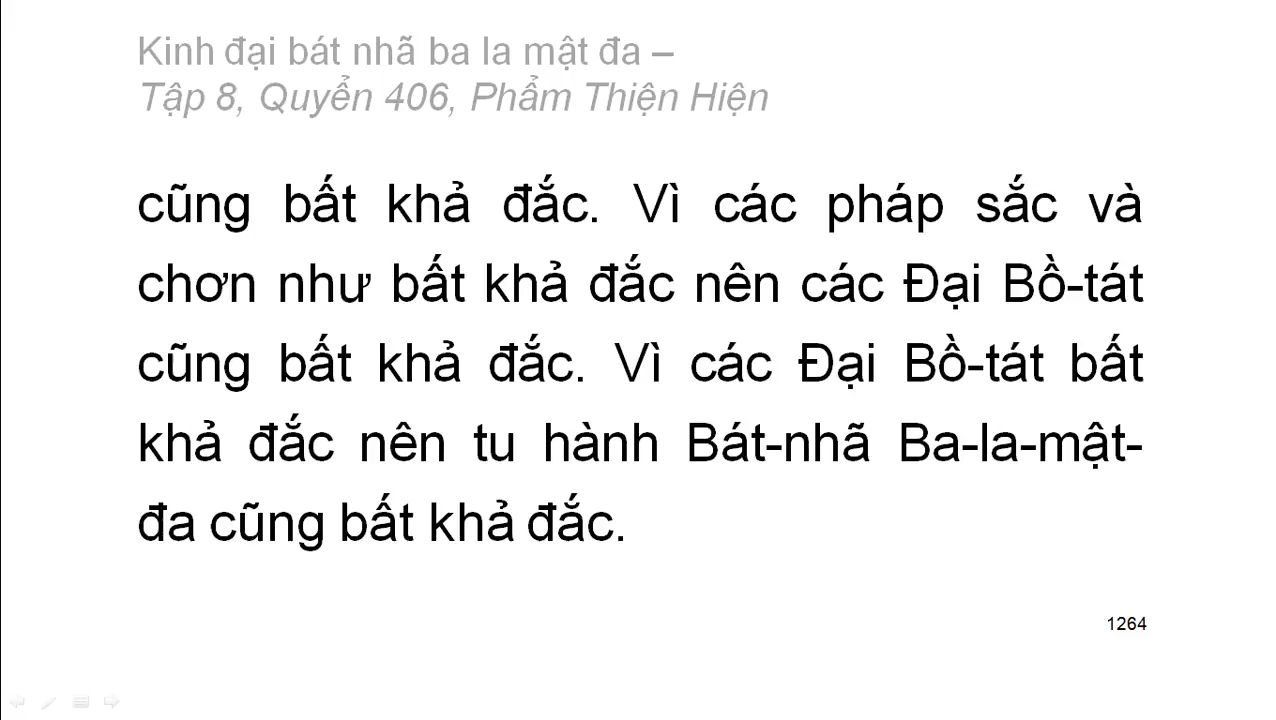 Kinh đại bát nhã ba la mật đa –
Tập 8, Quyển 406, Phẩm Thiện Hiện
cũng bất khả đắc. Vì các pháp sắc và
chơn như bất khả đắc nên các Đại Bồ-tát
cũng bất khả đắc. Vì các Đại Bồ-tát bất
khả đắc nên tu hành Bát-nhã Ba-la-mật-
đa cũng bất khả đắc.
1264